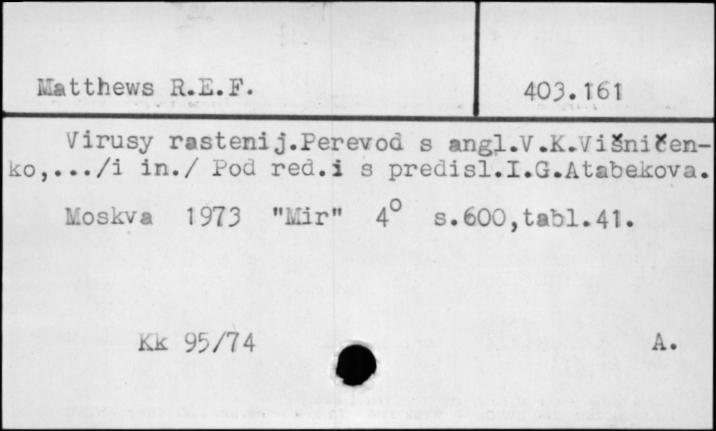 Matthews R.E.F.
403.161
Virusy rastenij.Perevod s angl.V.K.Višničen-
ko,.../i in./ Pod red.i s predisl.I.G.Atabekova.
Moskva 1973 "Mir" 4° s.600,tabl.41.
Kk 95/74
A.